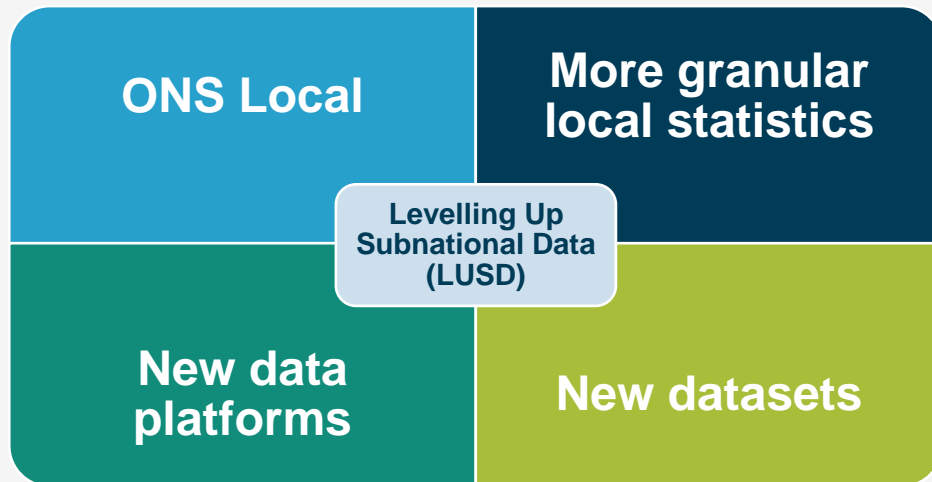 ONS Local
More granular
local statistics
Levelling Up
Subnational Data
(LUSD)
New data
platforms
New datasets